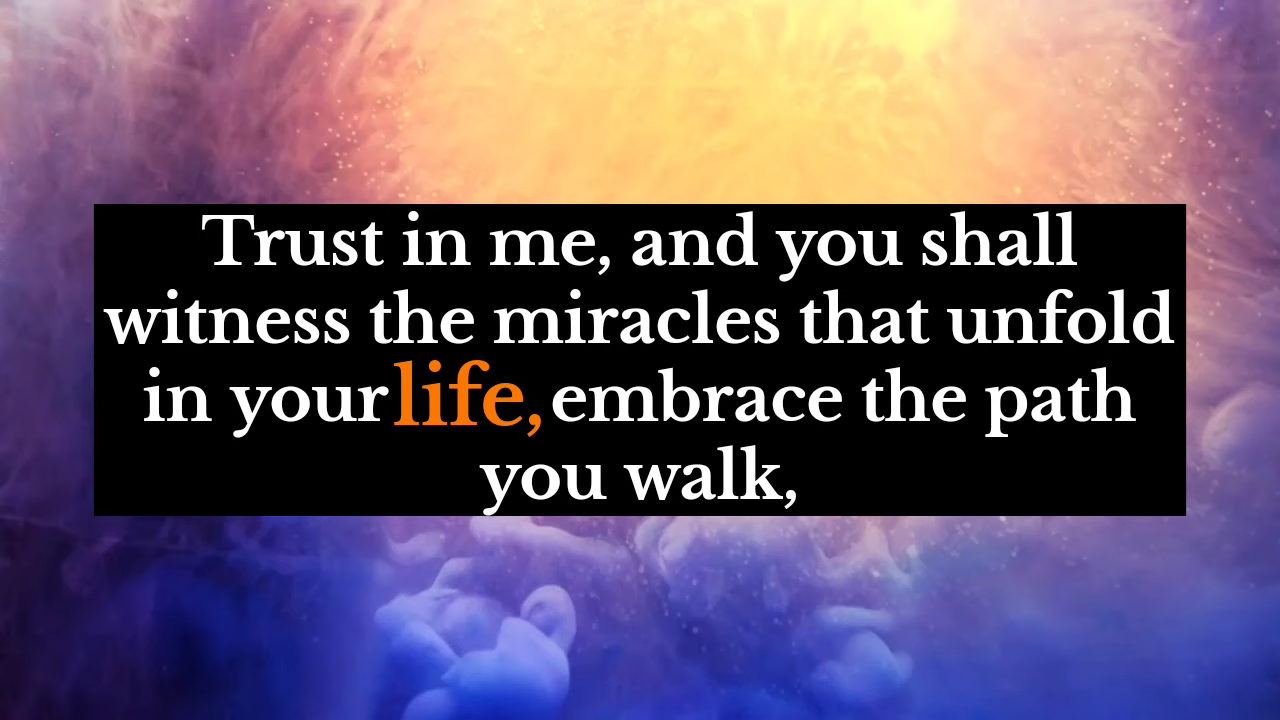 Trust in me, and you shall
witness the miracles that unfold
in your life, embrace the path
you walk,